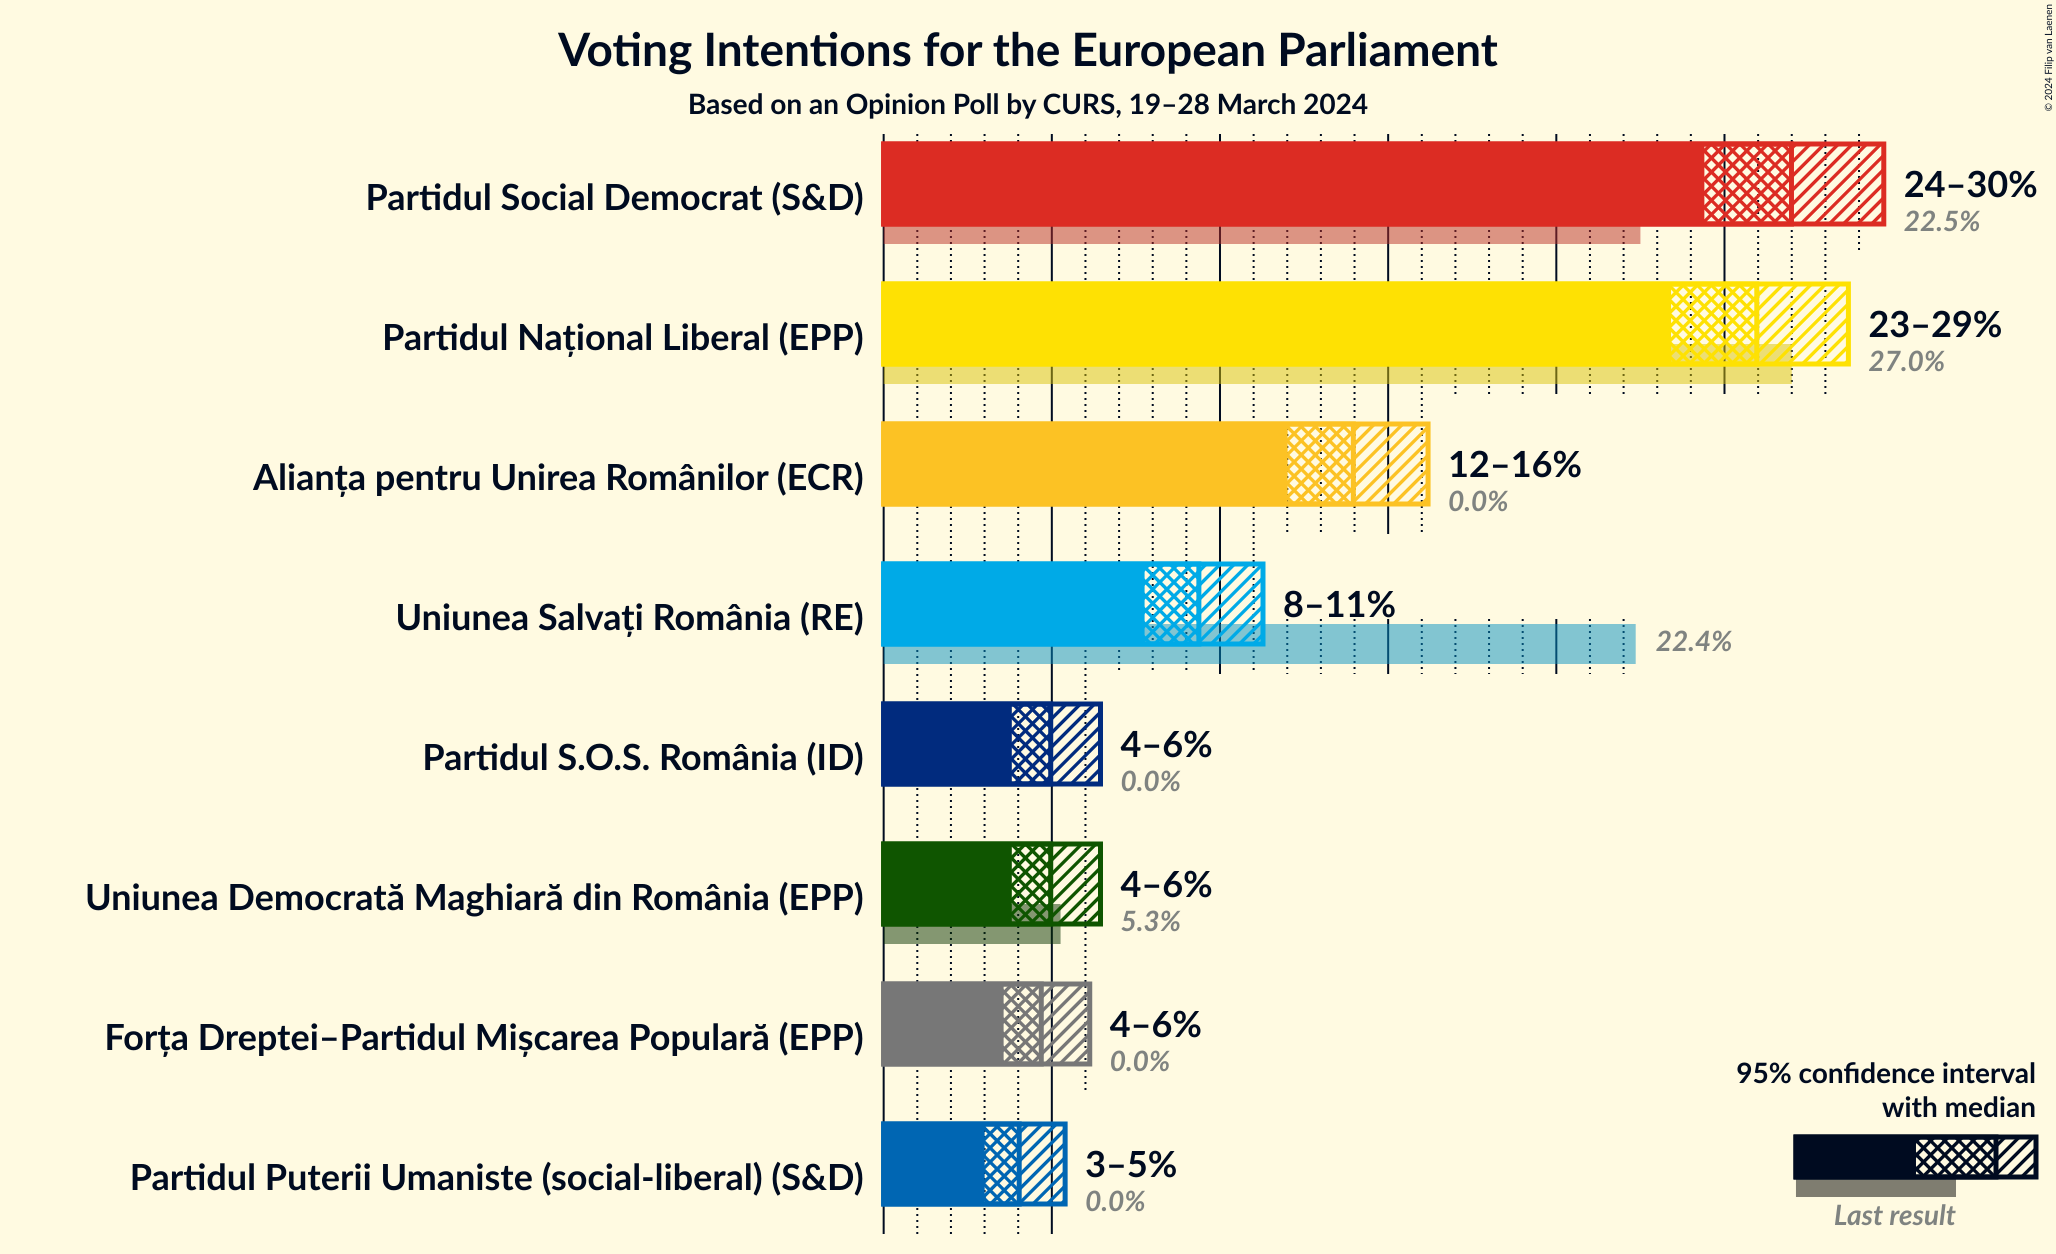 Voting Intentions for the European Parliament
Based on an Opinion Poll by CURS, 19–28 March 2024
© 2024 Filip van Laenen
Partidul Social Democrat (S&D)
24–30%
22.5%
Partidul Național Liberal (EPP)
23–29%
27.0%
Alianța pentru Unirea Românilor (ECR)
12–16%
0.0%
Uniunea Salvați România (RE)
8–11%
22.4%
Partidul S.O.S. România (ID)
4–6%
0.0%
Uniunea Democrată Maghiară din România (EPP)
4–6%
5.3%
Forța Dreptei–Partidul Mișcarea Populară (EPP)
4–6%
0.0%
Partidul Puterii Umaniste (social-liberal) (S&D)
3–5%
0.0%
95% confidence interval
with median
Last result